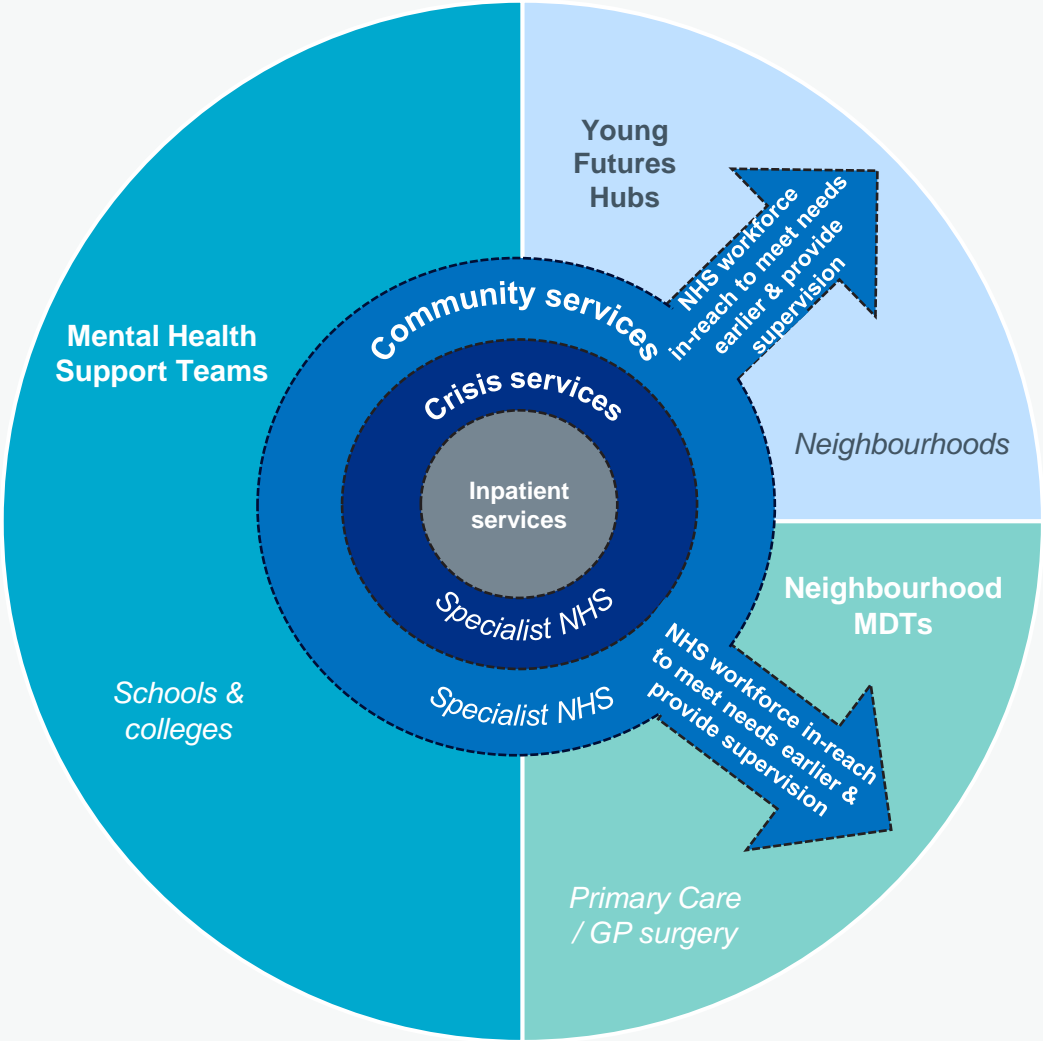 Young
Futures
Hubs
NHS workforce
in-reach to meet needs
earlier & provide
supervision
Neighbourhoods
Mental Health
Support Teams
Schools &
colleges
Community services
Crisis services
Inpatient
services
Specialist NHS
Specialist NHS
Neighbourhood
MDTs
NHS workforce in-reach
to meet needs earlier &
provide supervision
Primary Care
/ GP surgery